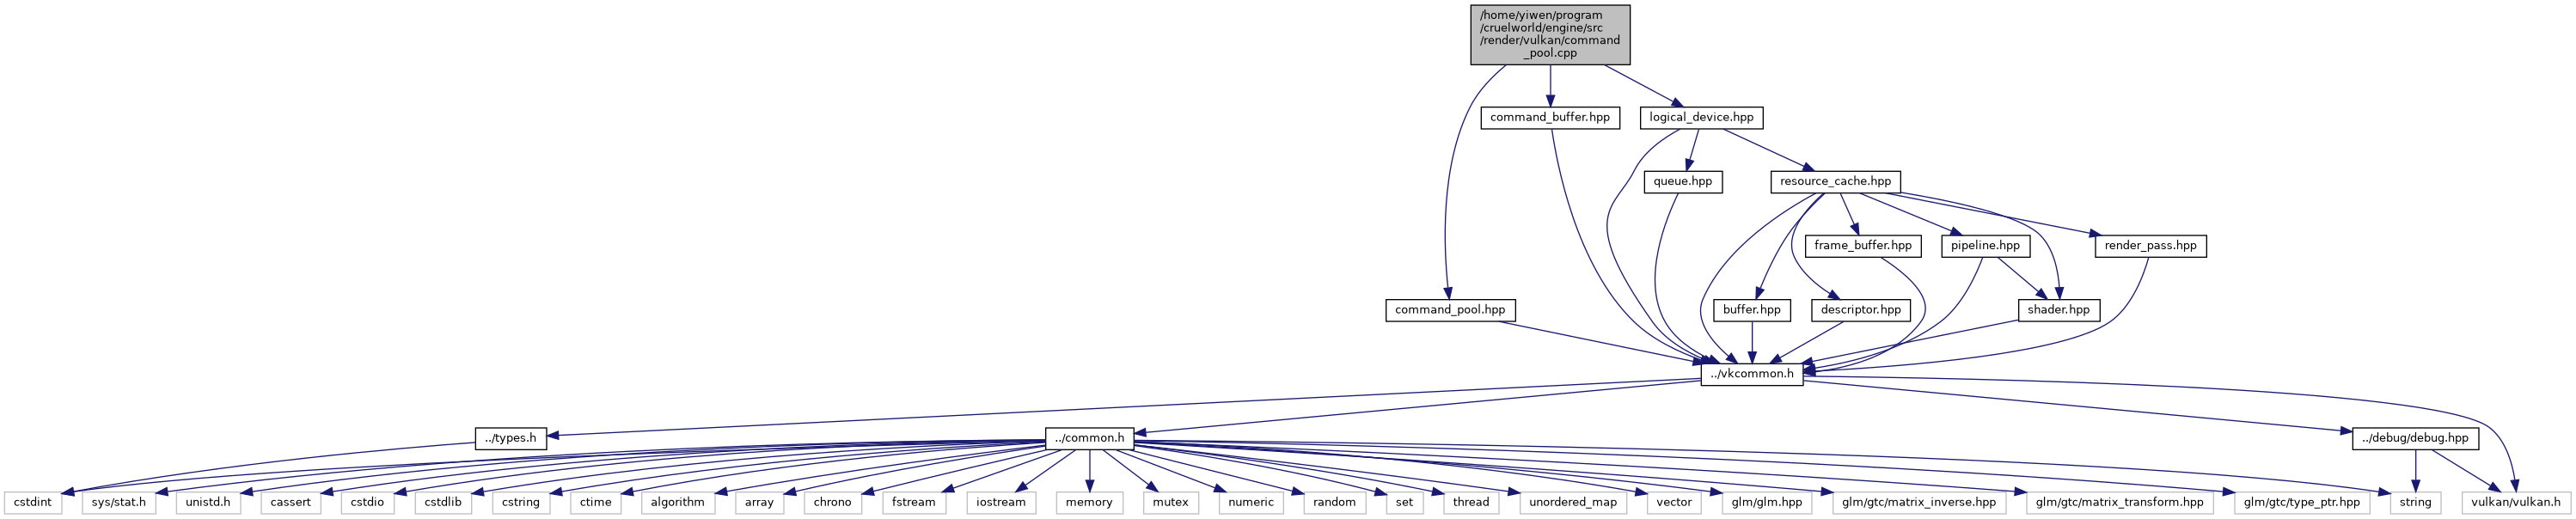 /home/yiwen/program
/cruelworld/engine/src
/render/vulkan/command
_pool.cpp
command_buffer.hpp
logical_device.hpp
queue.hpp
resource_cache.hpp
frame_buffer.hpp
pipeline.hpp
render_pass.hpp
command_pool.hpp
buffer.hpp
descriptor.hpp
shader.hpp
../vkcommon.h
../types.h
../common.h
../debug/debug.hpp
cstdint
sys/stat.h
unistd.h
cassert
cstdio
cstdlib
cstring
ctime
algorithm
array
chrono
fstream
iostream
memory
mutex
numeric
random
set
thread
unordered_map
vector
glm/glm.hpp
glm/gtc/matrix_inverse.hpp
glm/gtc/matrix_transform.hpp
glm/gtc/type_ptr.hpp
string
vulkan/vulkan.h